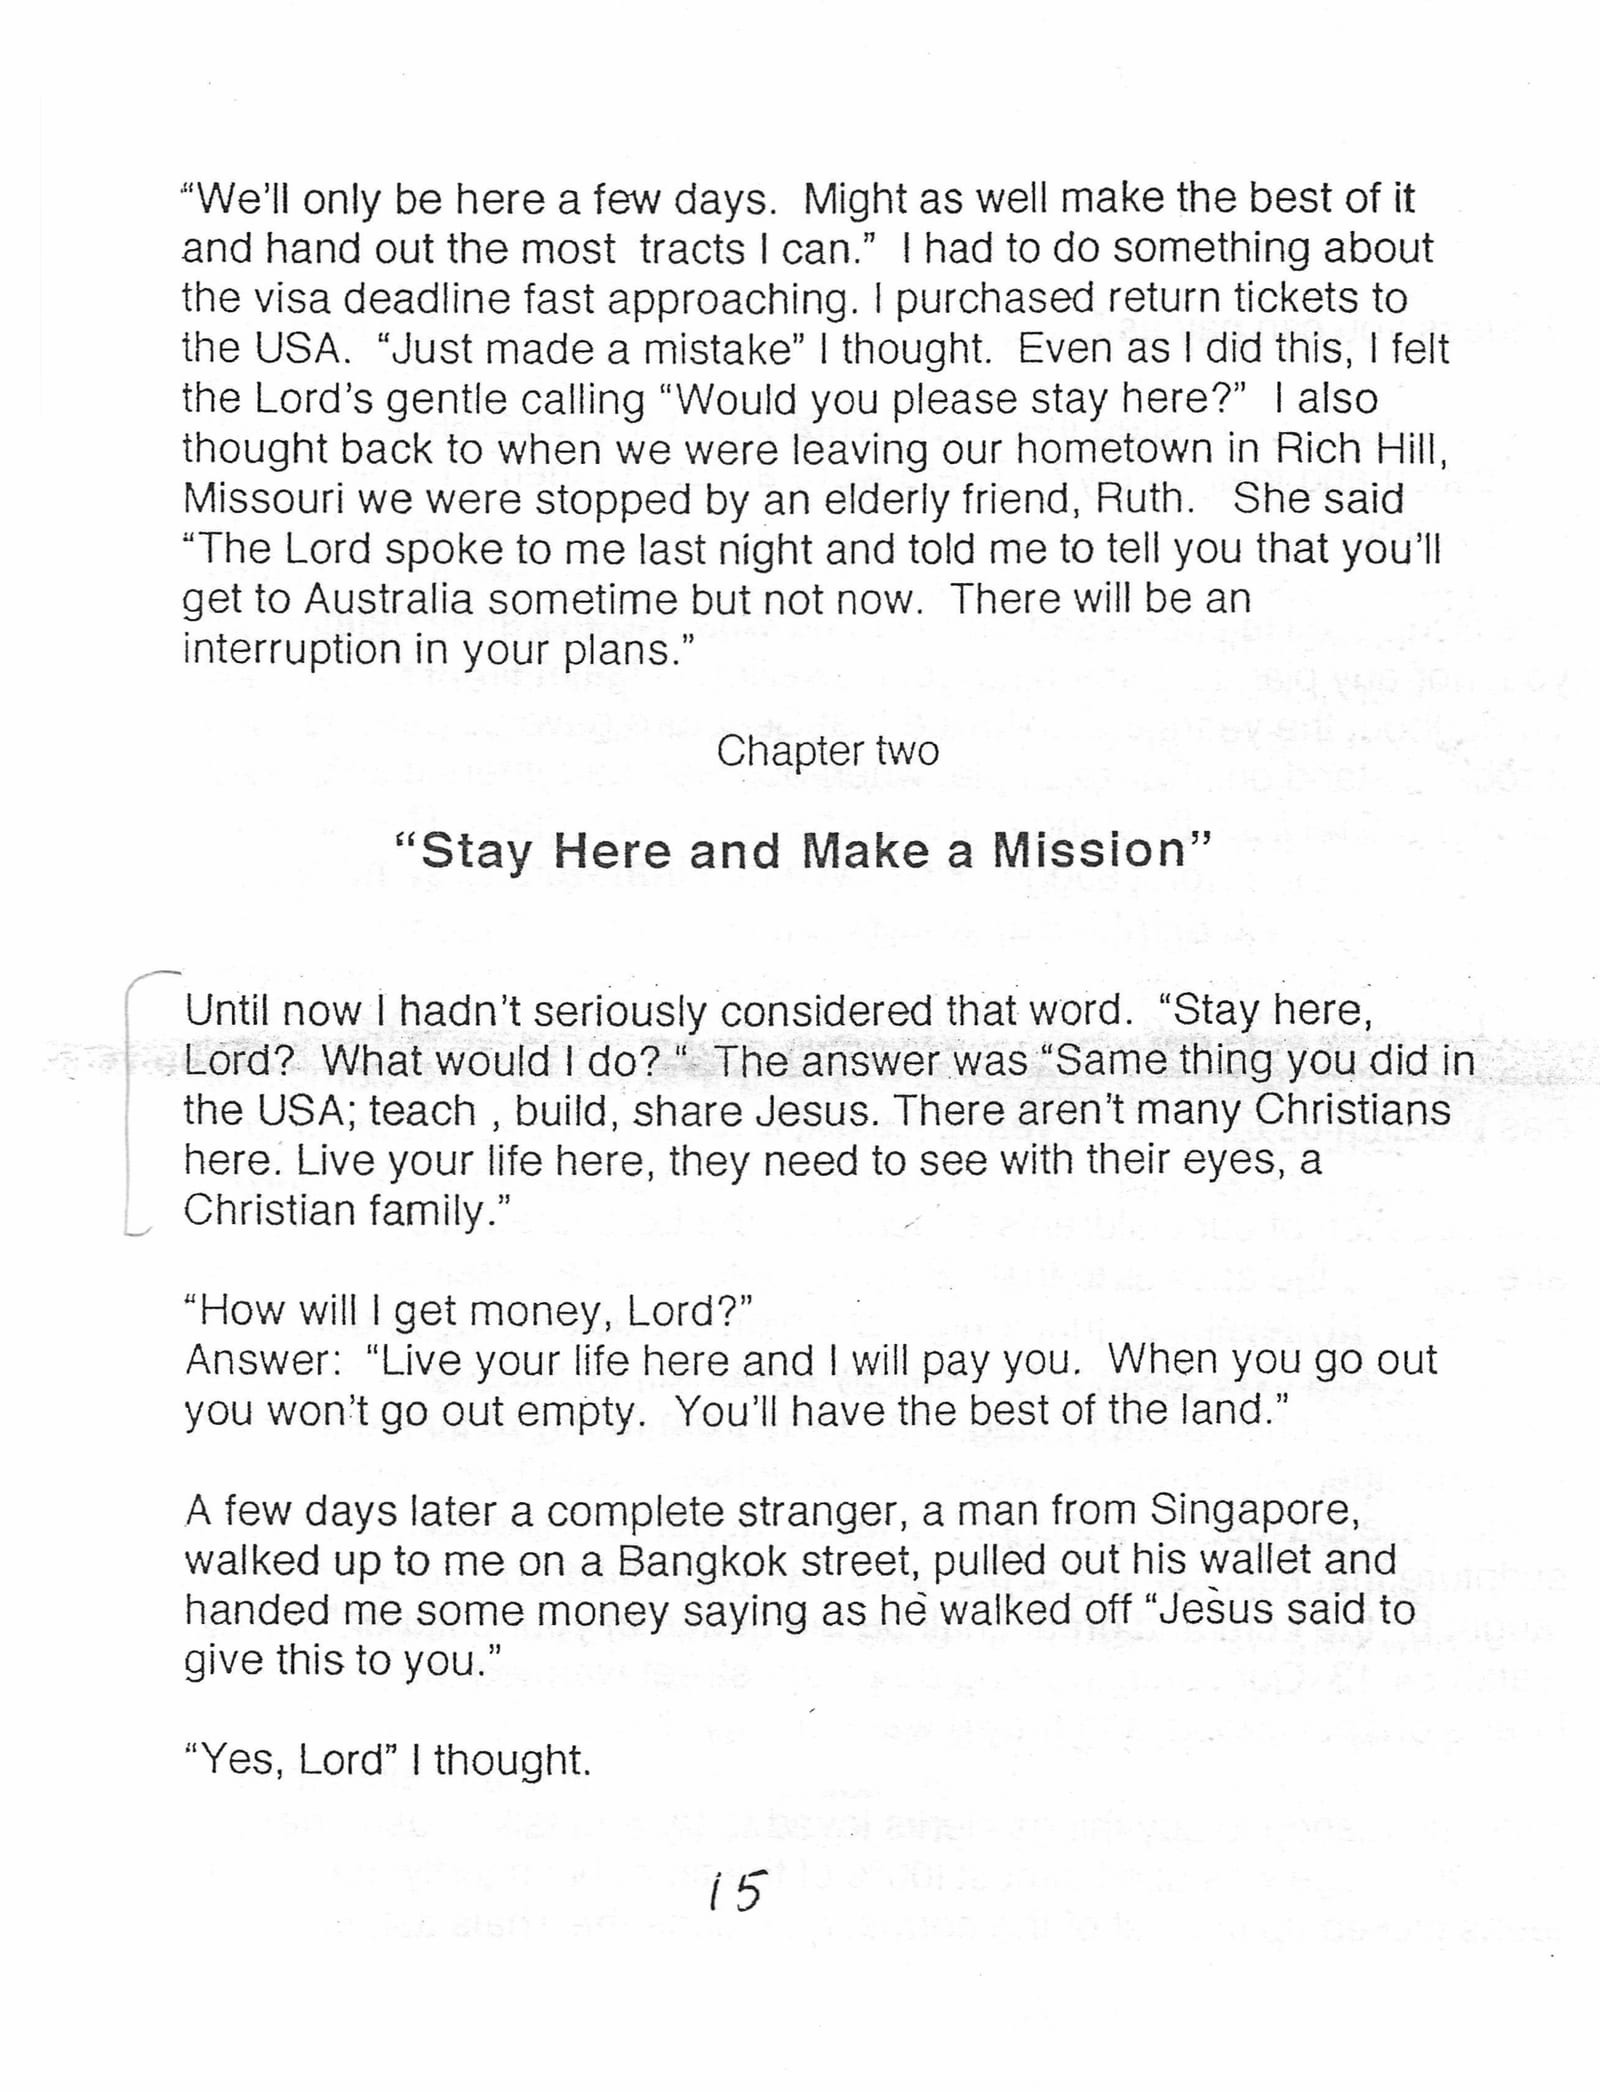 “We’ll only be here a few days.  Might as well make the best of it
and hand out the most  tracts I can.”  I had to do something about
the visa deadline fast approaching. I purchased return tickets to
the USA.  “Just made a mistake” I thought.  Even as I did this, I felt
the Lord’s gentle calling “Would you please stay here?”  I also
thought back to when we were leaving our hometown in Rich Hill,
Missouri we were stopped by an elderly friend, Ruth.   She said
“The Lord spoke to me last night and told me to tell you that you’ll
get to Australia sometime but not now.  There will be an
interruption in your plans.”
Chapter two
“Stay Here and Make a Mission”
Until now I hadn’t seriously considered that word.  “Stay here,
Lord?  What would I do? “  The answer was “Same thing you did in
the USA; teach , build, share Jesus. There aren’t many Christians
here. Live your life here, they need to see with their eyes, a
Christian family.”
“How will I get money, Lord?”
Answer:  “Live your life here and I will pay you.  When you go out
you won’t go out empty.  You’ll have the best of the land.”
A few days later a complete stranger, a man from Singapore,
walked up to me on a Bangkok street, pulled out his wallet and
handed me some money saying as he walked off “Jesus said to
give this to you.”
“Yes, Lord” I thought.
15